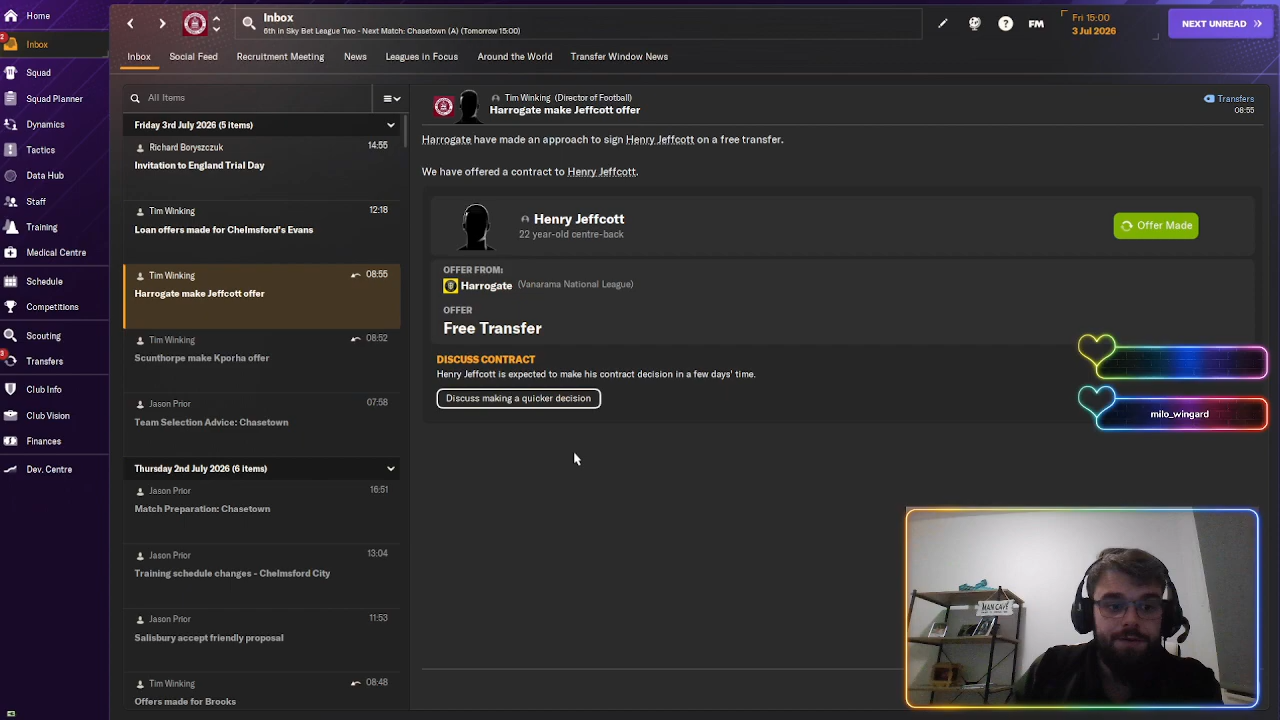 Home
Inbox
2
Squad
Squad Planner
Dynamics
Tactics
Data Hub
Staff
Training
Medical Centre
Schedule
Competitions
Scouting
3
Transfers
Club Info
Club Vision
Finances
Dev. Centre
Inbox
6th in Sky Bet League Two - Next Match: Chasetown (A) (Tomorrow 15:00)
FM
Fri 15:00
3 Jul 2026
NEXT UNREAD
Inbox
Social Feed
Recruitment Meeting
News
Leagues in Focus
Around the World
Transfer Window News
All Items
Friday 3rd July 2026 (5 items)
Richard Boryszczuk 14:55
Invitation to England Trial Day
Tim Winking 12:18
Loan offers made for Chelmsford's Evans
Tim Winking 08:55
Harrogate make Jeffcott offer
Tim Winking 08:52
Scunthorpe make Kporha offer
Jason Prior 07:58
Team Selection Advice: Chasetown
Thursday 2nd July 2026 (6 items)
Jason Prior 16:51
Match Preparation: Chasetown
Jason Prior 13:04
Training schedule changes - Chelmsford City
Jason Prior 11:53
Salisbury accept friendly proposal
Tim Winking 08:48
Offers made for Brooks
Tim Winking (Director of Football)
Harrogate make Jeffcott offer
Transfers
08:55
Harrogate have made an approach to sign Henry Jeffcott on a free transfer.
We have offered a contract to Henry Jeffcott.
Henry Jeffcott
22 year-old centre-back
Offer Made
OFFER FROM:
Harrogate (Vanarama National League)
OFFER
Free Transfer
DISCUSS CONTRACT
Henry Jeffcott is expected to make his contract decision in a few days' time.
Discuss making a quicker decision
milo_wingard
MAN CAVE